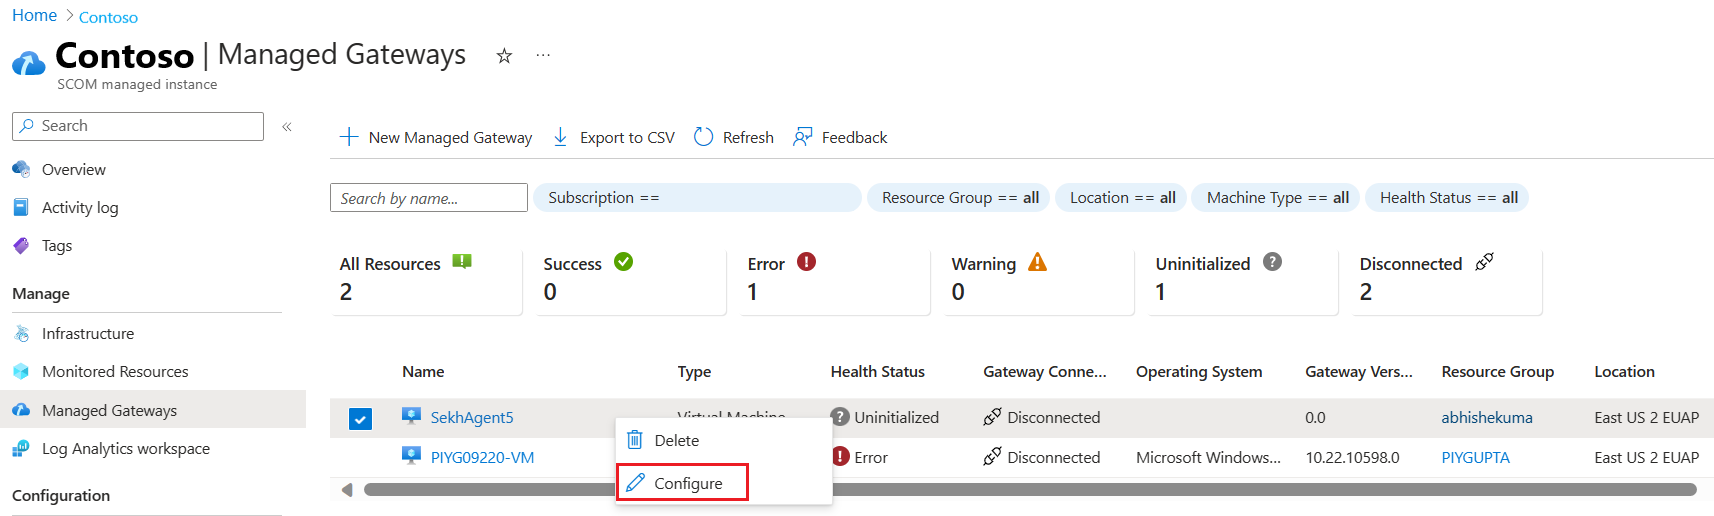 Home > Contoso
Contoso | Managed Gateways ☆ ...
SCOM managed instance
Search «
Overview
Activity log
Tags
Manage
Infrastructure
Monitored Resources
Managed Gateways
Log Analytics workspace
Configuration
New Managed Gateway Export to CSV Refresh Feedback
Search by name... Subscription == Resource Group == all Location == all Machine Type == all Health Status == all
All Resources Success Error Warning Uninitialized Disconnected
2 0 1 0 1 2
Name Type Health Status Gateway Conne... Operating System Gateway Vers... Resource Group Location
SekhAgent5 Virtual Machine Uninitialized Disconnected 0.0 abhishekuma East US 2 EUAP
PIYG09220-VM Error Disconnected Microsoft Windows... 10.22.10598.0 PIYGUPTA East US 2 EUAP
Delete
Configure